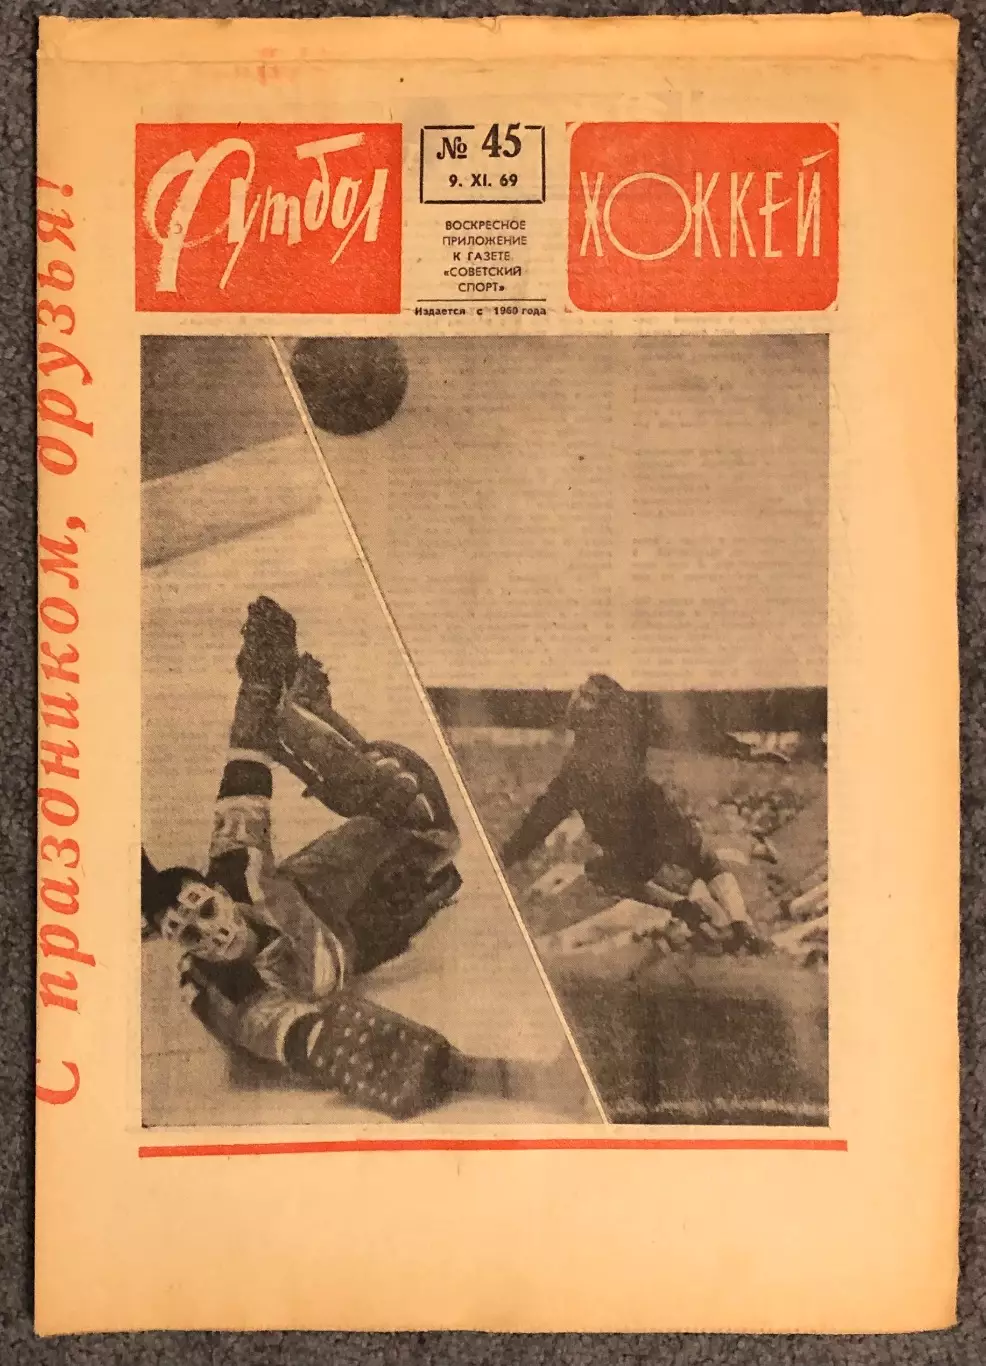 Футбол
№ 45
9. XI. 69
ВОСКРЕСНОЕ
ПРИЛОЖЕНИЕ
К ГАЗЕТЕ
«СОВЕТСКИЙ
СПОРТ»
Издается с 1960 года
ХОККЕЙ
С праздником, друзья!